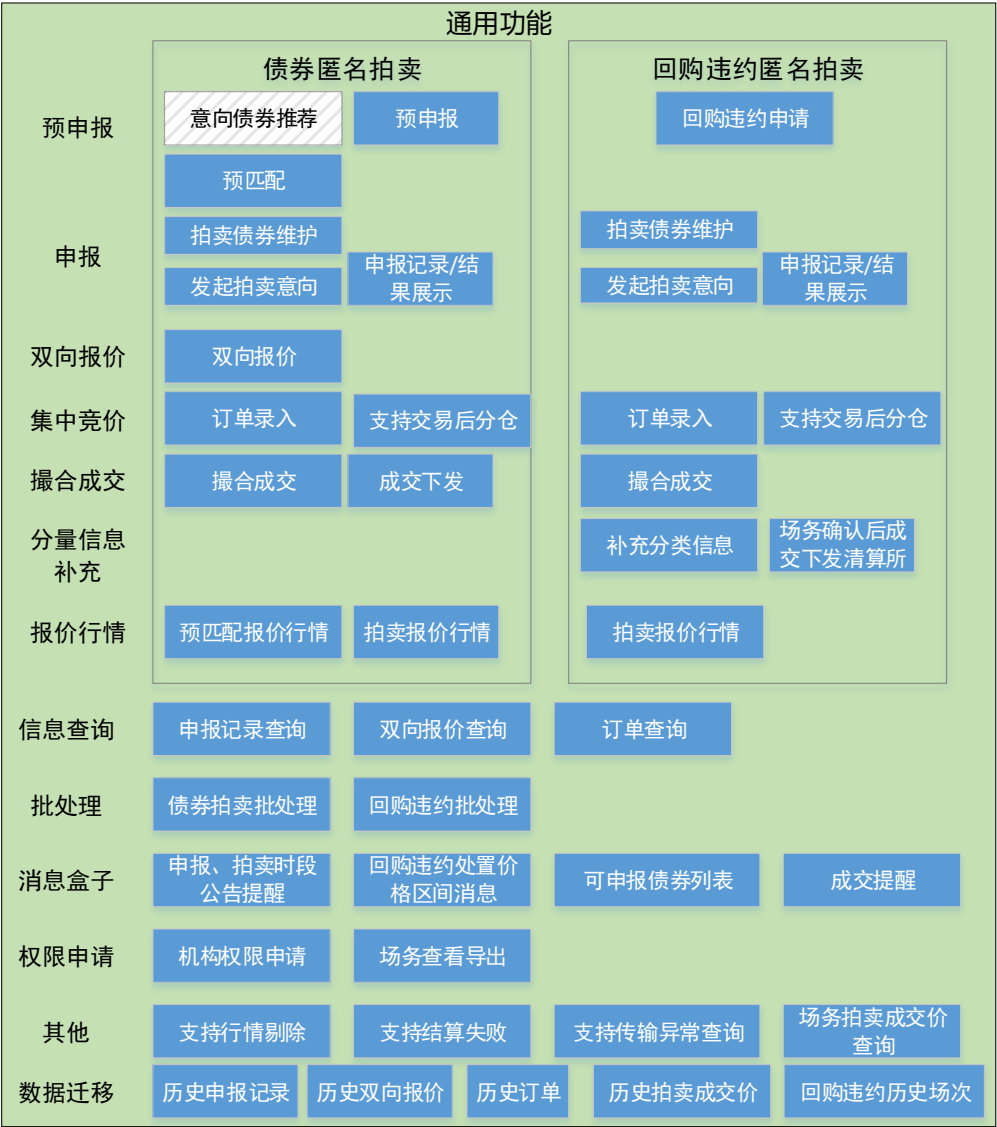 通用功能
债券匿名拍卖
回购违约匿名拍卖
预申报
意向债券推荐
预申报
回购违约申请
预匹配
申报
拍卖债券维护
发起拍卖意向
申报记录/结
果展示
拍卖债券维护
发起拍卖意向
申报记录/结
果展示
双向报价
双向报价
集中竞价
订单录入
支持交易后分仓
订单录入
支持交易后分仓
撮合成交
撮合成交
成交下发
撮合成交
分量信息
补充
补充分类信息
场务确认后成
交下发清算所
报价行情
预匹配报价行情
拍卖报价行情
拍卖报价行情
信息查询
申报记录查询
双向报价查询
订单查询
批处理
债券拍卖批处理
回购违约批处理
消息盒子
申报、拍卖时段
公告提醒
回购违约处置价
格区间消息
可申报债券列表
成交提醒
权限申请
机构权限申请
场务查看导出
其他
支持行情剔除
支持结算失败
支持传输异常查询
场务拍卖成交价
查询
数据迁移
历史申报记录
历史双向报价
历史订单
历史拍卖成交价
回购违约历史场次